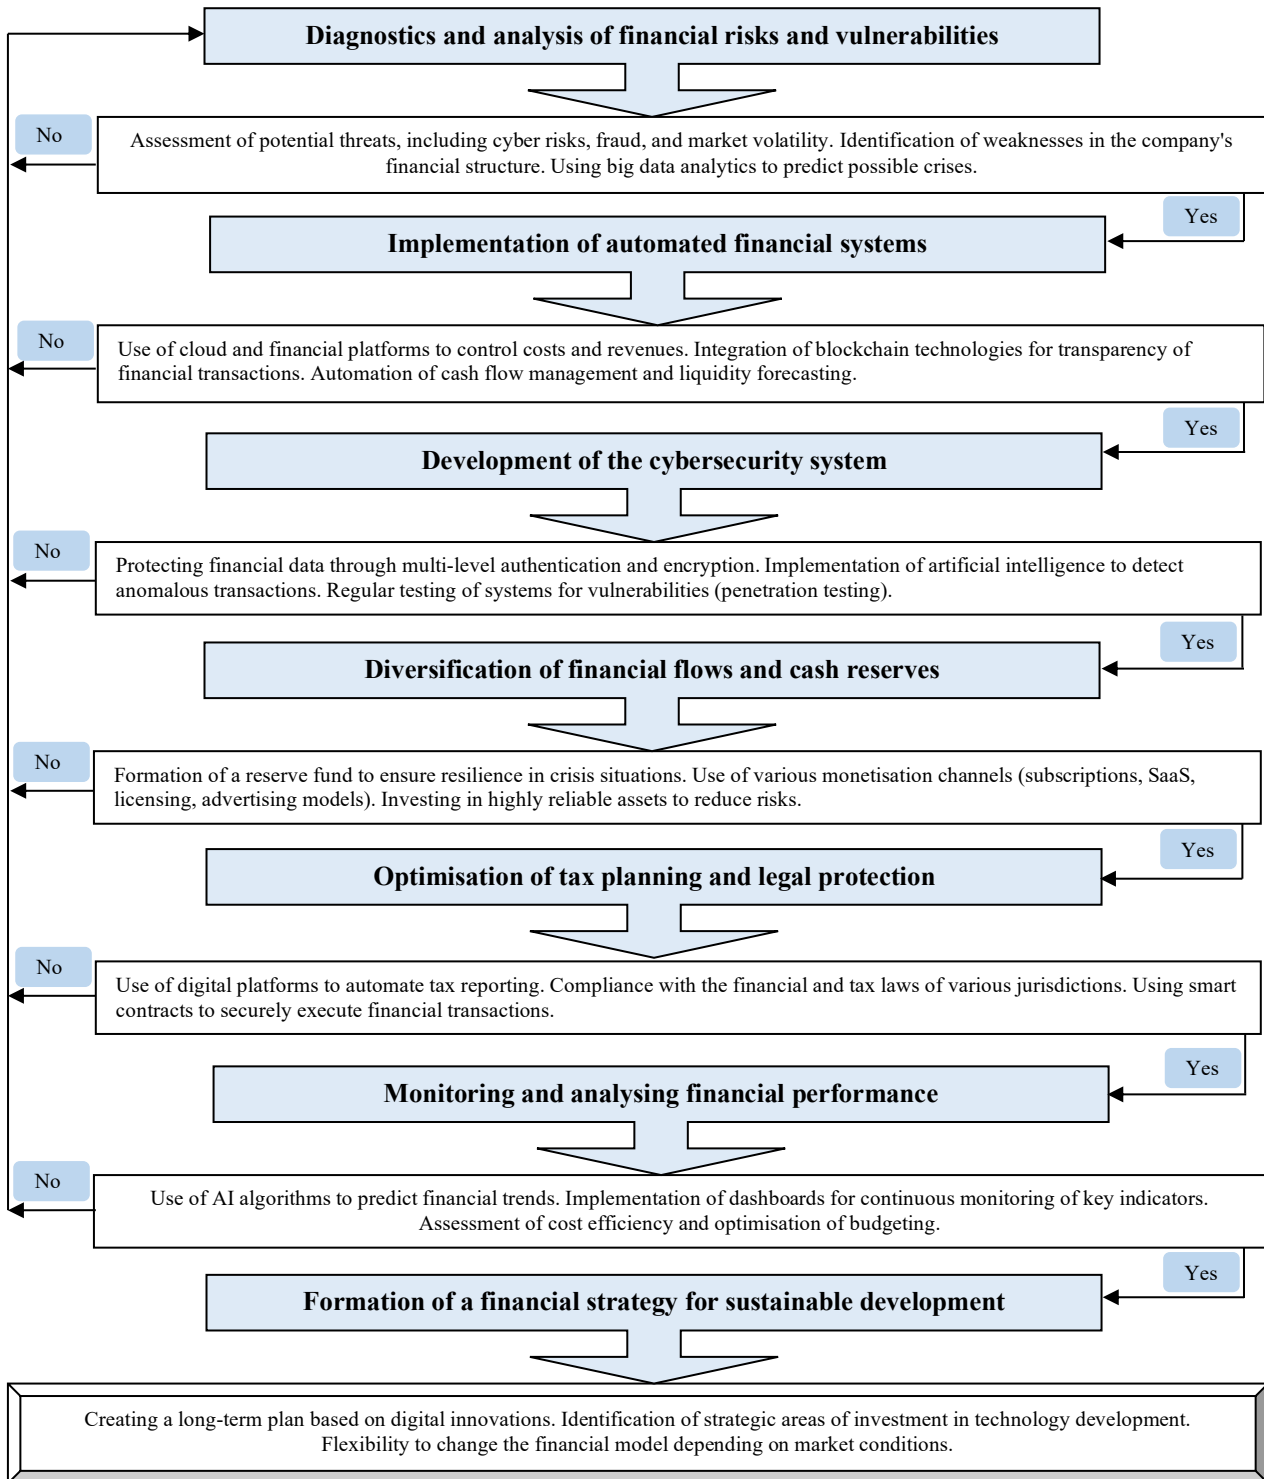 Diagnostics and analysis of financial risks and vulnerabilities
No
Assessment of potential threats, including cyber risks, fraud, and market volatility. Identification of weaknesses in the company's
financial structure. Using big data analytics to predict possible crises.
Yes
Implementation of automated financial systems
No
Use of cloud and financial platforms to control costs and revenues. Integration of blockchain technologies for transparency of
financial transactions. Automation of cash flow management and liquidity forecasting.
Yes
Development of the cybersecurity system
No
Protecting financial data through multi-level authentication and encryption. Implementation of artificial intelligence to detect
anomalous transactions. Regular testing of systems for vulnerabilities (penetration testing).
Yes
Diversification of financial flows and cash reserves
No
Formation of a reserve fund to ensure resilience in crisis situations. Use of various monetisation channels (subscriptions, SaaS,
licensing, advertising models). Investing in highly reliable assets to reduce risks.
Yes
Optimisation of tax planning and legal protection
No
Use of digital platforms to automate tax reporting. Compliance with the financial and tax laws of various jurisdictions. Using smart
contracts to securely execute financial transactions.
Yes
Monitoring and analysing financial performance
No
Use of AI algorithms to predict financial trends. Implementation of dashboards for continuous monitoring of key indicators.
Assessment of cost efficiency and optimisation of budgeting.
Yes
Formation of a financial strategy for sustainable development
Creating a long-term plan based on digital innovations. Identification of strategic areas of investment in technology development.
Flexibility to change the financial model depending on market conditions.